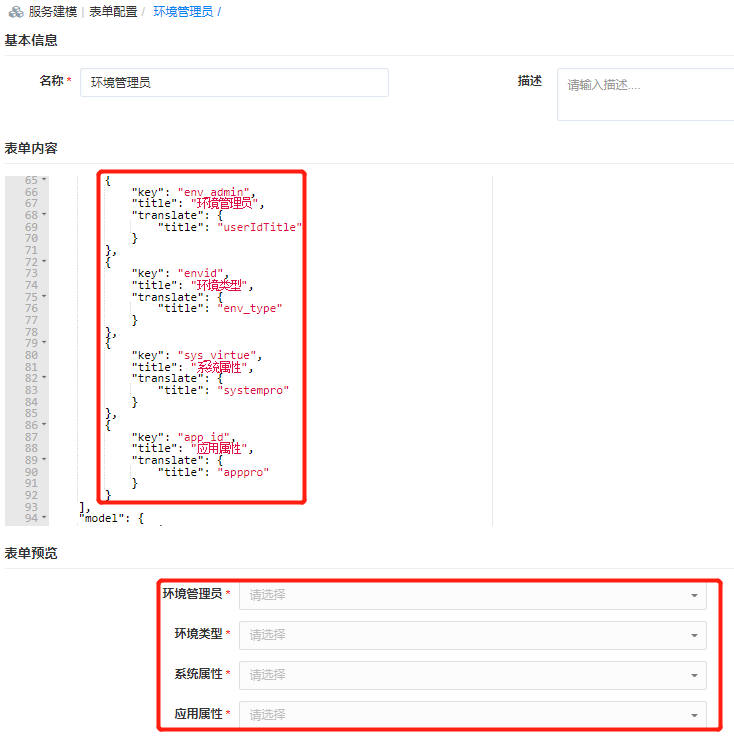 服务建模 | 表单配置 / 环境管理员 /
基本信息
名称 * 环境管理员 描述 请输入描述....
表单内容
65 {
66 "key": "env_admin",
67 "title": "环境管理员",
68 "translate": {
69 "title": "userIdTitle"
70 }
71 },
72 {
73 "key": "envid",
74 "title": "环境类型",
75 "translate": {
76 "title": "env_type"
77 }
78 },
79 {
80 "key": "sys_virtue",
81 "title": "系统属性",
82 "translate": {
83 "title": "systempro"
84 }
85 },
86 {
87 "key": "app_id",
88 "title": "应用属性",
89 "translate": {
90 "title": "apppro"
91 }
92 }
93 ],
94 "model": {
表单预览
环境管理员 * 请选择
环境类型 * 请选择
系统属性 * 请选择
应用属性 * 请选择